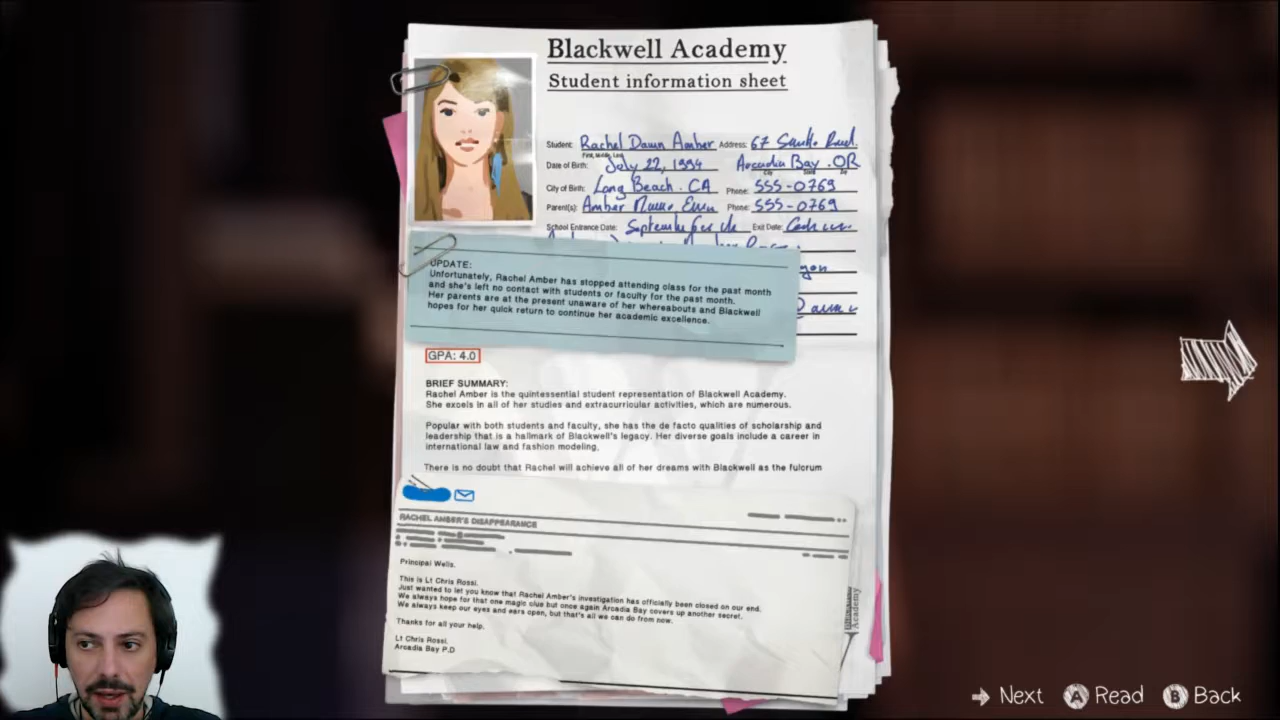 Blackwell Academy
Student information sheet
Student: Rachel Dawn Amber Address: 67
First, Middle, Last
Date of Birth: July 22, 1994 Arcadia Bay . OR
City State
City of Birth: Long Beach . CA Phone: 555-0769
Parent(s): Amber Phone: 555-0769
School Entrance Date: Exit Date:
UPDATE:
Unfortunately, Rachel Amber has stopped attending class for the past month
and she's left no contact with students or faculty for the past month.
Her parents are at the present unaware of her whereabouts and Blackwell
hopes for her quick return to continue her academic excellence.
GPA: 4.0
BRIEF SUMMARY:
Rachel Amber is the quintessential student representation of Blackwell Academy.
She excels in all of her studies and extracurricular activities, which are numerous.
Popular with both students and faculty, she has the de facto qualities of scholarship and
leadership that is a hallmark of Blackwell's legacy. Her diverse goals include a career in
international law and fashion modeling.
There is no doubt that Rachel will achieve all of her dreams with Blackwell as the fulcrum
RACHEL AMBER'S DISAPPEARANCE
Principal Wells.
This is Lt Chris Rossi.
Just wanted to let you know that Rachel Amber's investigation has officially been closed on our end.
We always hope for that one magic clue but once again Arcadia Bay covers up another secret.
We always keep our eyes and ears open, but that's all we can do from now.
Thanks for all your help.
Lt Chris Rossi.
Arcadia Bay P.D
Academy
Next A Read B Back